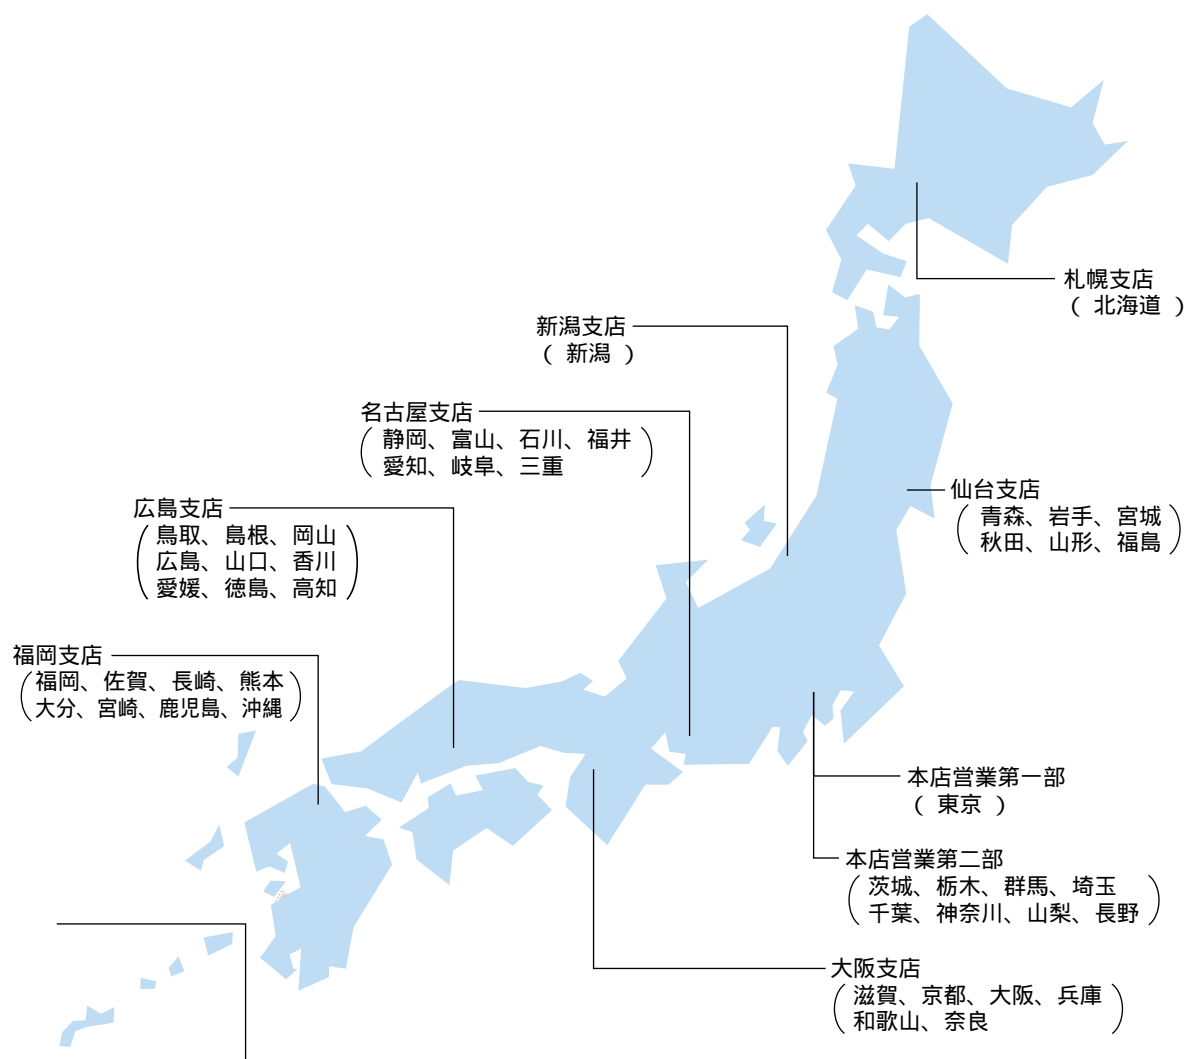 札幌支店
( 北海道 )
新潟支店
( 新潟 )
名古屋支店
(静岡、富山、石川、福井
愛知、岐阜、三重)
仙台支店
(青森、岩手、宮城
秋田、山形、福島)
広島支店
(鳥取、島根、岡山
広島、山口、香川
愛媛、徳島、高知)
福岡支店
(福岡、佐賀、長崎、熊本
大分、宮崎、鹿児島、沖縄)
本店営業第一部
( 東京 )
本店営業第二部
(茨城、栃木、群馬、埼玉
千葉、神奈川、山梨、長野)
大阪支店
(滋賀、京都、大阪、兵庫
和歌山、奈良)